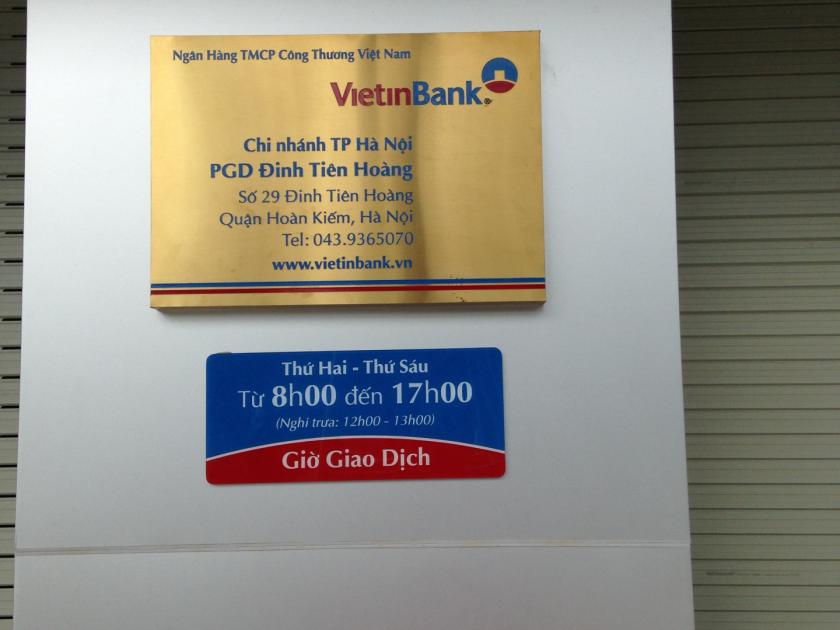 Ngân Hàng TMCP Công Thương Việt Nam
VietinBank®
Chi nhánh TP Hà Nội
PGD Đinh Tiên Hoàng
Số 29 Đinh Tiên Hoàng
Quận Hoàn Kiếm, Hà Nội
Tel: 043.9365070
www.vietinbank.vn
Thứ Hai - Thứ Sáu
Từ 8h00 đến 17h00
(Nghỉ trưa: 12h00 - 13h00)
Giờ Giao Dịch